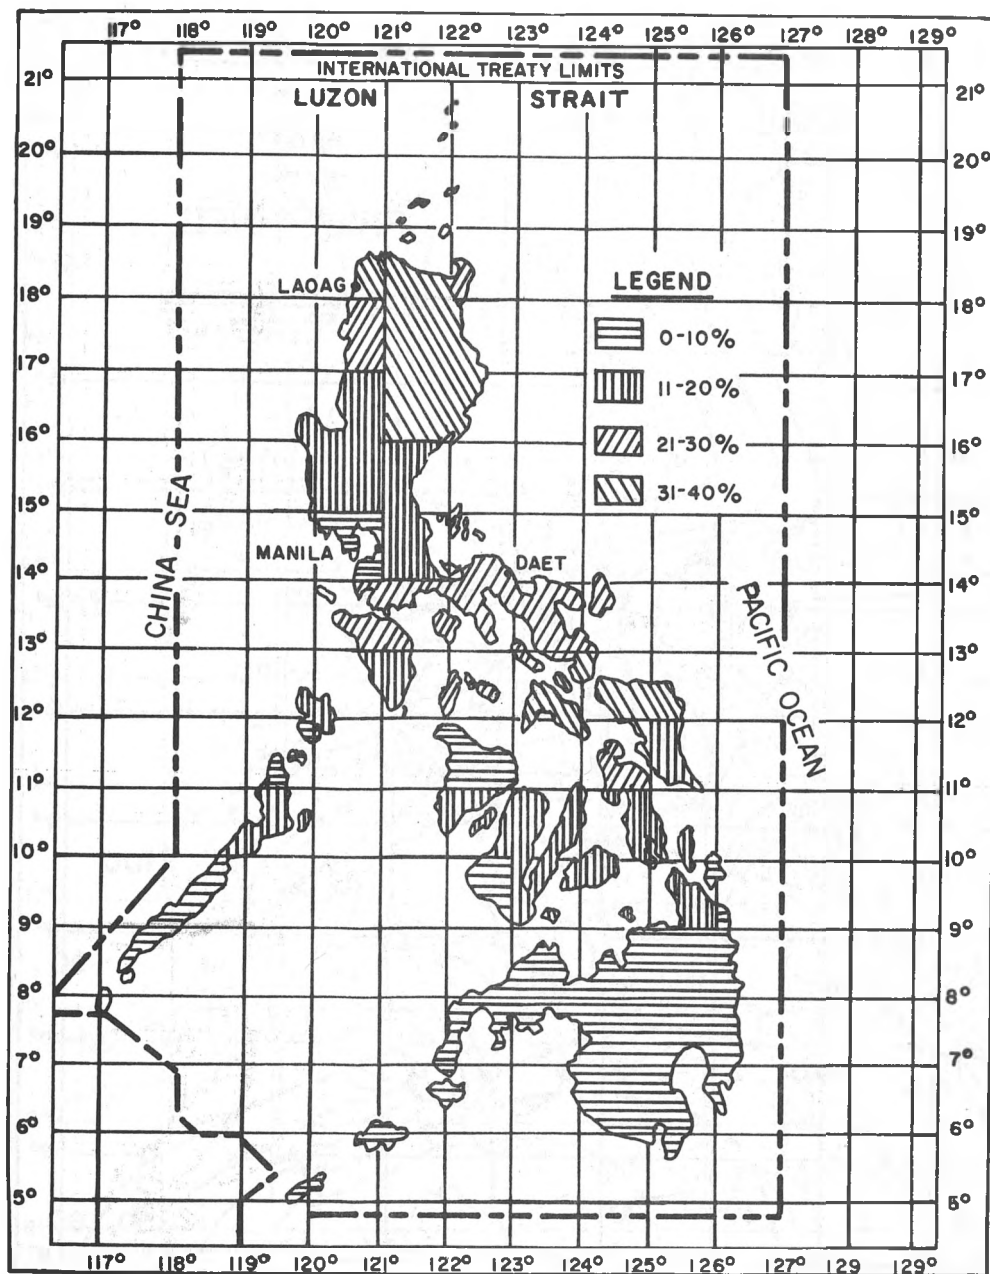 117° 118° 119° 120° 121° 122° 123° 124° 125° 126° 127° 128° 129°
INTERNATIONAL TREATY LIMITS
LUZON STRAIT
21° 21°
20° 20°
19° 19°
LEGEND
LAOAG
18° 18°
0-10%
17° 17°
11-20%
16° 16°
21-30%
31-40%
15° 15°
CHINA SEA
MANILA
DAET
14° 14°
PACIFIC OCEAN
13° 13°
12° 12°
11° 11°
10° 10°
9° 9°
8° 8°
7° 7°
6° 6°
5° 5°
117° 118° 119° 120° 121° 122° 123° 124° 125° 126° 127° 128° 129°